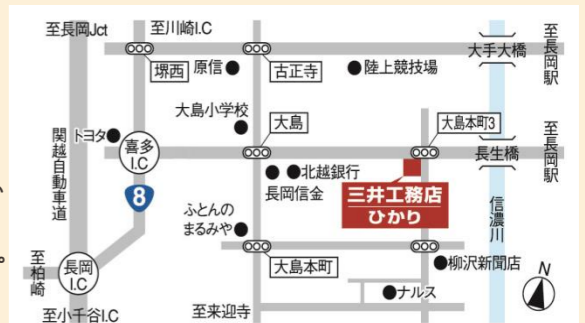 至長岡Jct
至川崎I.C
大手大橋
至長岡駅
堺西
原信
古正寺
陸上競技場
大島小学校
トヨタ
喜多
I.C
大島
大島本町3
長生橋
至長岡駅
関越自動車道
8
北越銀行
長岡信金
三井工務店
ひかり
信濃川
ふとんの
まるみや
大島本町
柳沢新聞店
至柏崎
長岡
I.C
ナルス
N
至小千谷I.C
至来迎寺